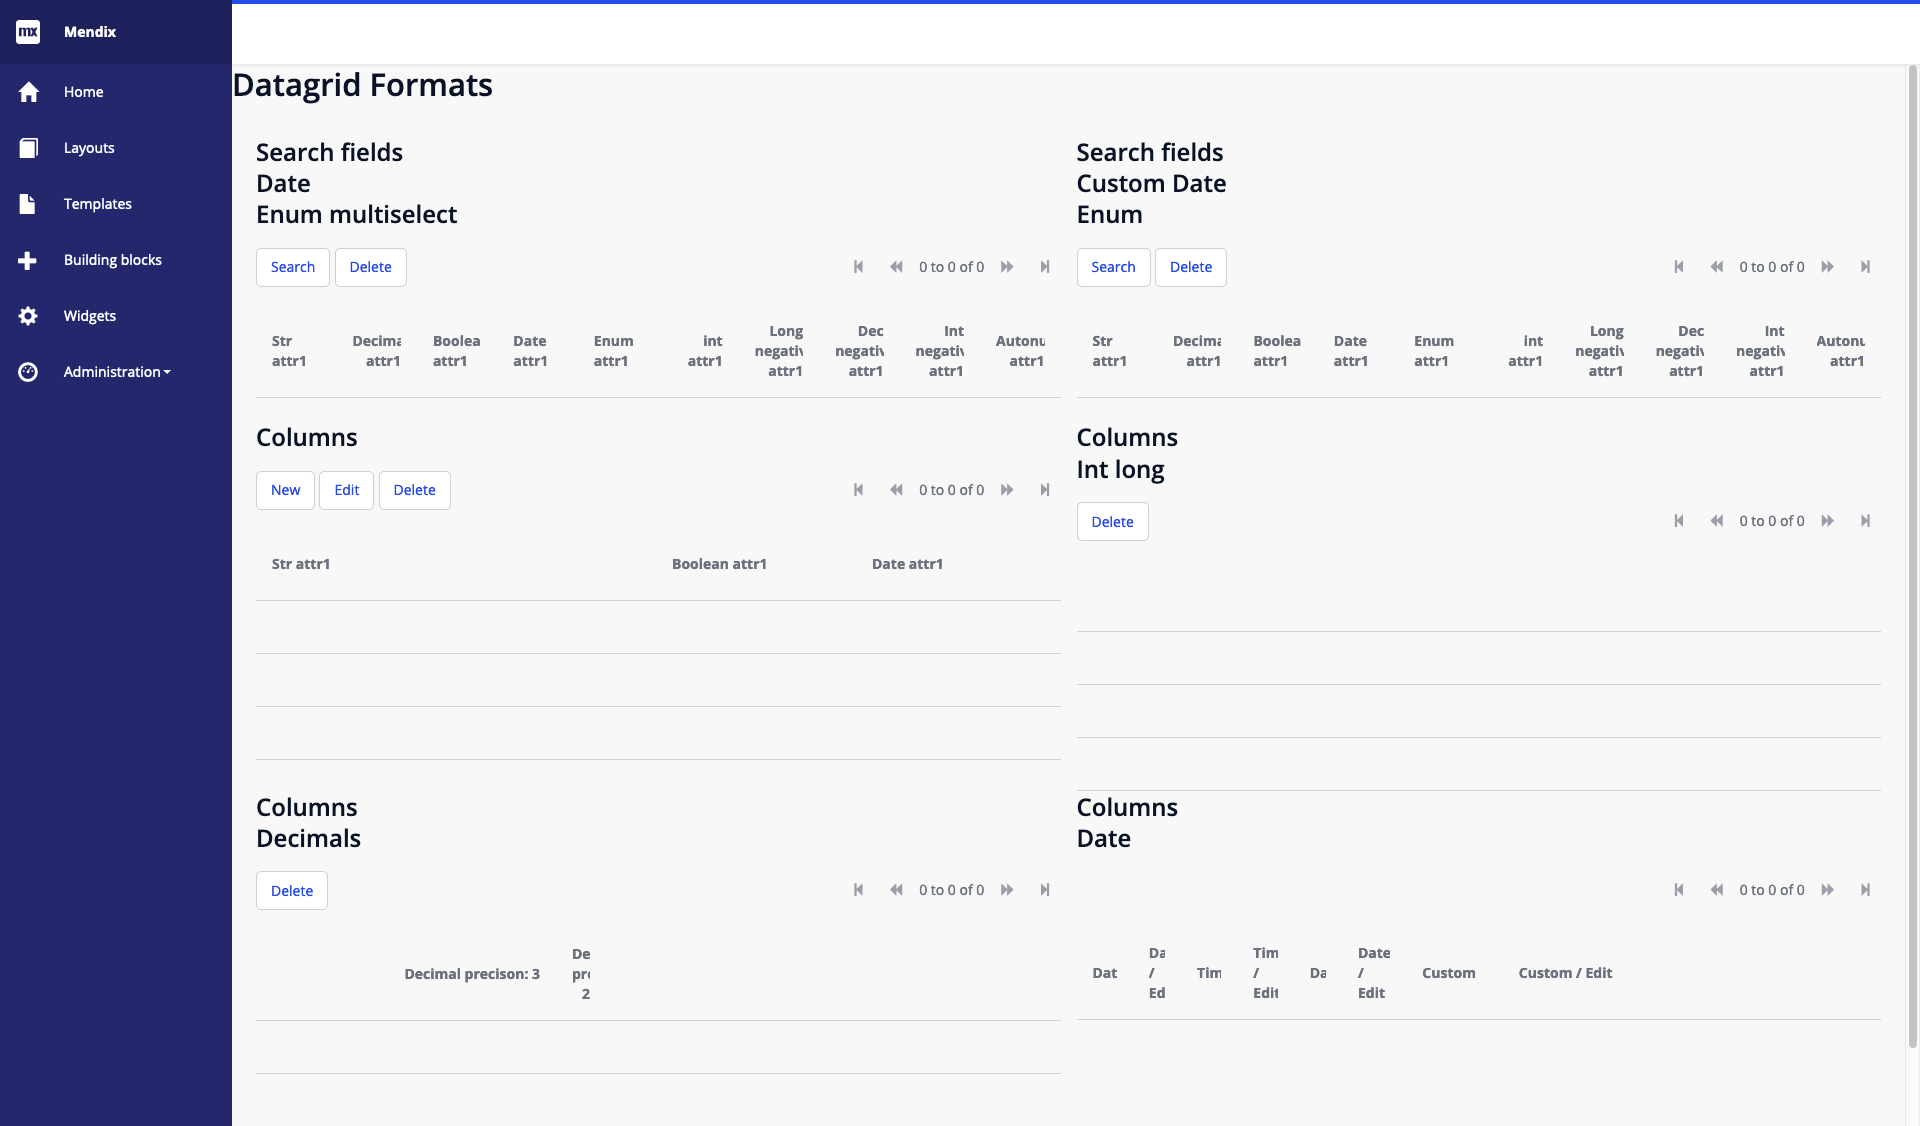 mx Mendix
Home
Layouts
Templates
Building blocks
Widgets
Administration
Datagrid Formats
Search fields
Date
Enum multiselect
Search Delete
0 to 0 of 0
Str attr1
Decima attr1
Boolea attr1
Date attr1
Enum attr1
int attr1
Long negativ attr1
Dec negativ attr1
Int negativ attr1
Autonu attr1
Search fields
Custom Date
Enum
Search Delete
0 to 0 of 0
Str attr1
Decima attr1
Boolea attr1
Date attr1
Enum attr1
int attr1
Long negativ attr1
Dec negativ attr1
Int negativ attr1
Autonu attr1
Columns
New Edit Delete
0 to 0 of 0
Str attr1
Boolean attr1
Date attr1
Columns
Int long
Delete
0 to 0 of 0
Columns
Decimals
Delete
0 to 0 of 0
Decimal precison: 3
De pre 2
Columns
Date
0 to 0 of 0
Dat
Da / Ed
Tim
Tim / Edit
Da
Date / Edit
Custom
Custom / Edit